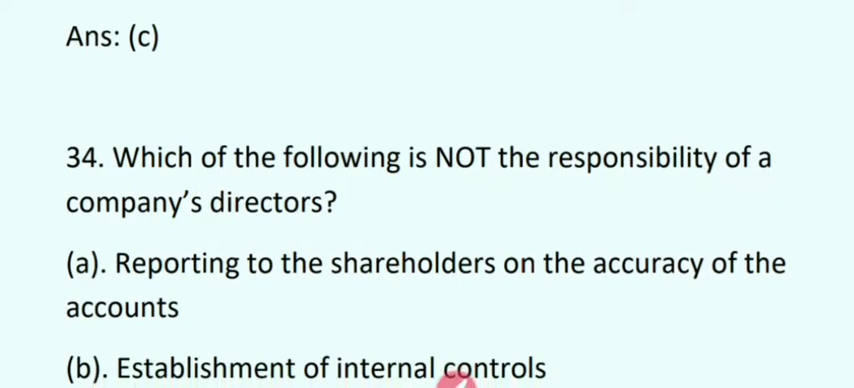 Ans: (c)
34. Which of the following is NOT the responsibility of a
company’s directors?
(a). Reporting to the shareholders on the accuracy of the
accounts
(b). Establishment of internal controls